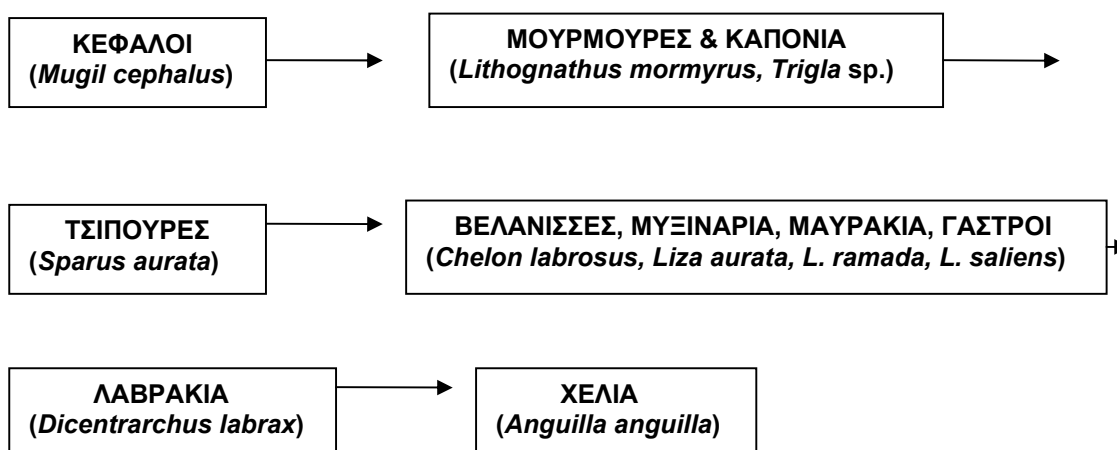 ΚΕΦΑΛΟΙ
(Mugil cephalus)
ΜΟΥΡΜΟΥΡΕΣ & ΚΑΠΟΝΙΑ
(Lithognathus mormyrus, Trigla sp.)
ΤΣΙΠΟΥΡΕΣ
(Sparus aurata)
ΒΕΛΑΝΙΣΣΕΣ, ΜΥΞΙΝΑΡΙΑ, ΜΑΥΡΑΚΙΑ, ΓΑΣΤΡΟΙ
(Chelon labrosus, Liza aurata, L. ramada, L. saliens)
ΛΑΒΡΑΚΙΑ
(Dicentrarchus labrax)
ΧΕΛΙΑ
(Anguilla anguilla)